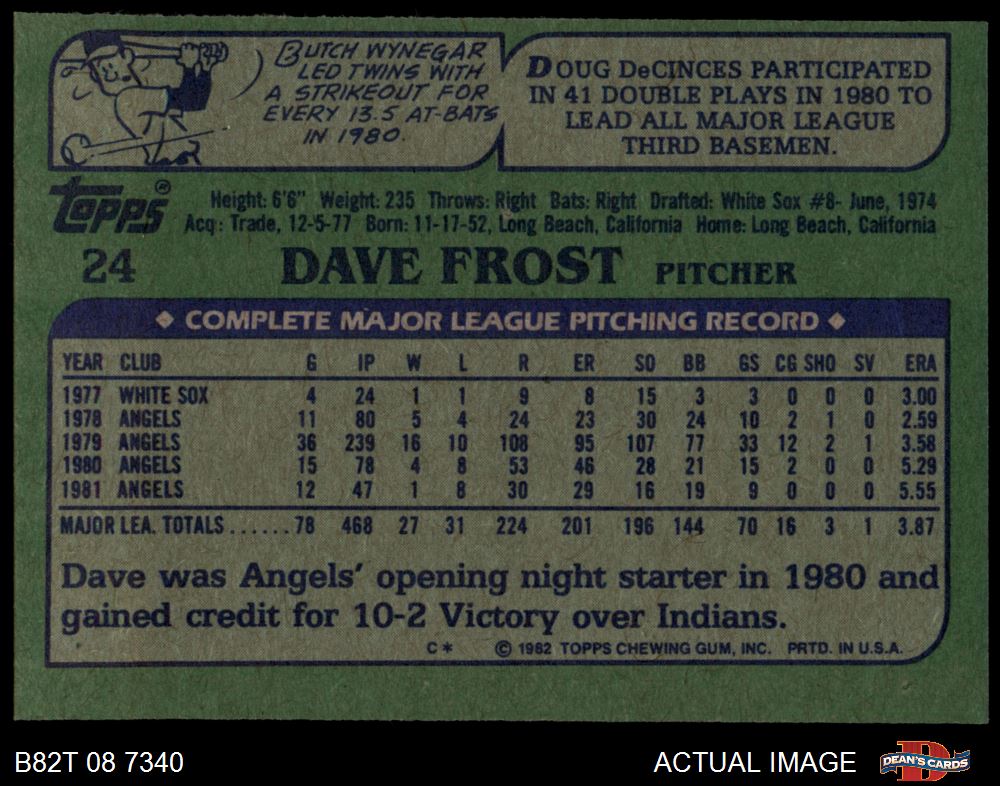 BUTCH WYNEGAR
LED TWINS WITH
A STRIKEOUT FOR
EVERY 13.5 AT-BATS
IN 1980.
DOUG DeCINCES PARTICIPATED
IN 41 DOUBLE PLAYS IN 1980 TO
LEAD ALL MAJOR LEAGUE
THIRD BASEMEN.
Topps®
Height: 6'6" Weight: 235 Throws: Right Bats: Right Drafted: White Sox #8- June, 1974
Acq: Trade, 12-5-77 Born: 11-17-52, Long Beach, California Home: Long Beach, California
24 DAVE FROST PITCHER
◆ COMPLETE MAJOR LEAGUE PITCHING RECORD ◆
YEAR CLUB G IP W L R ER SO BB GS CG SHO SV ERA
1977 WHITE SOX 4 24 1 1 9 8 15 3 3 0 0 0 3.00
1978 ANGELS 11 80 5 4 24 23 30 24 10 2 1 0 2.59
1979 ANGELS 36 239 16 10 108 95 107 77 33 12 2 1 3.58
1980 ANGELS 15 78 4 8 53 46 28 21 15 2 0 0 5.29
1981 ANGELS 12 47 1 8 30 29 16 19 9 0 0 0 5.55
MAJOR LEA. TOTALS......78 468 27 31 224 201 196 144 70 16 3 1 3.87
Dave was Angels' opening night starter in 1980 and
gained credit for 10-2 Victory over Indians.
C* © 1982 TOPPS CHEWING GUM, INC. PRTD. IN U.S.A.
B82T 08 7340
ACTUAL IMAGE
D
DEAN'S CARDS